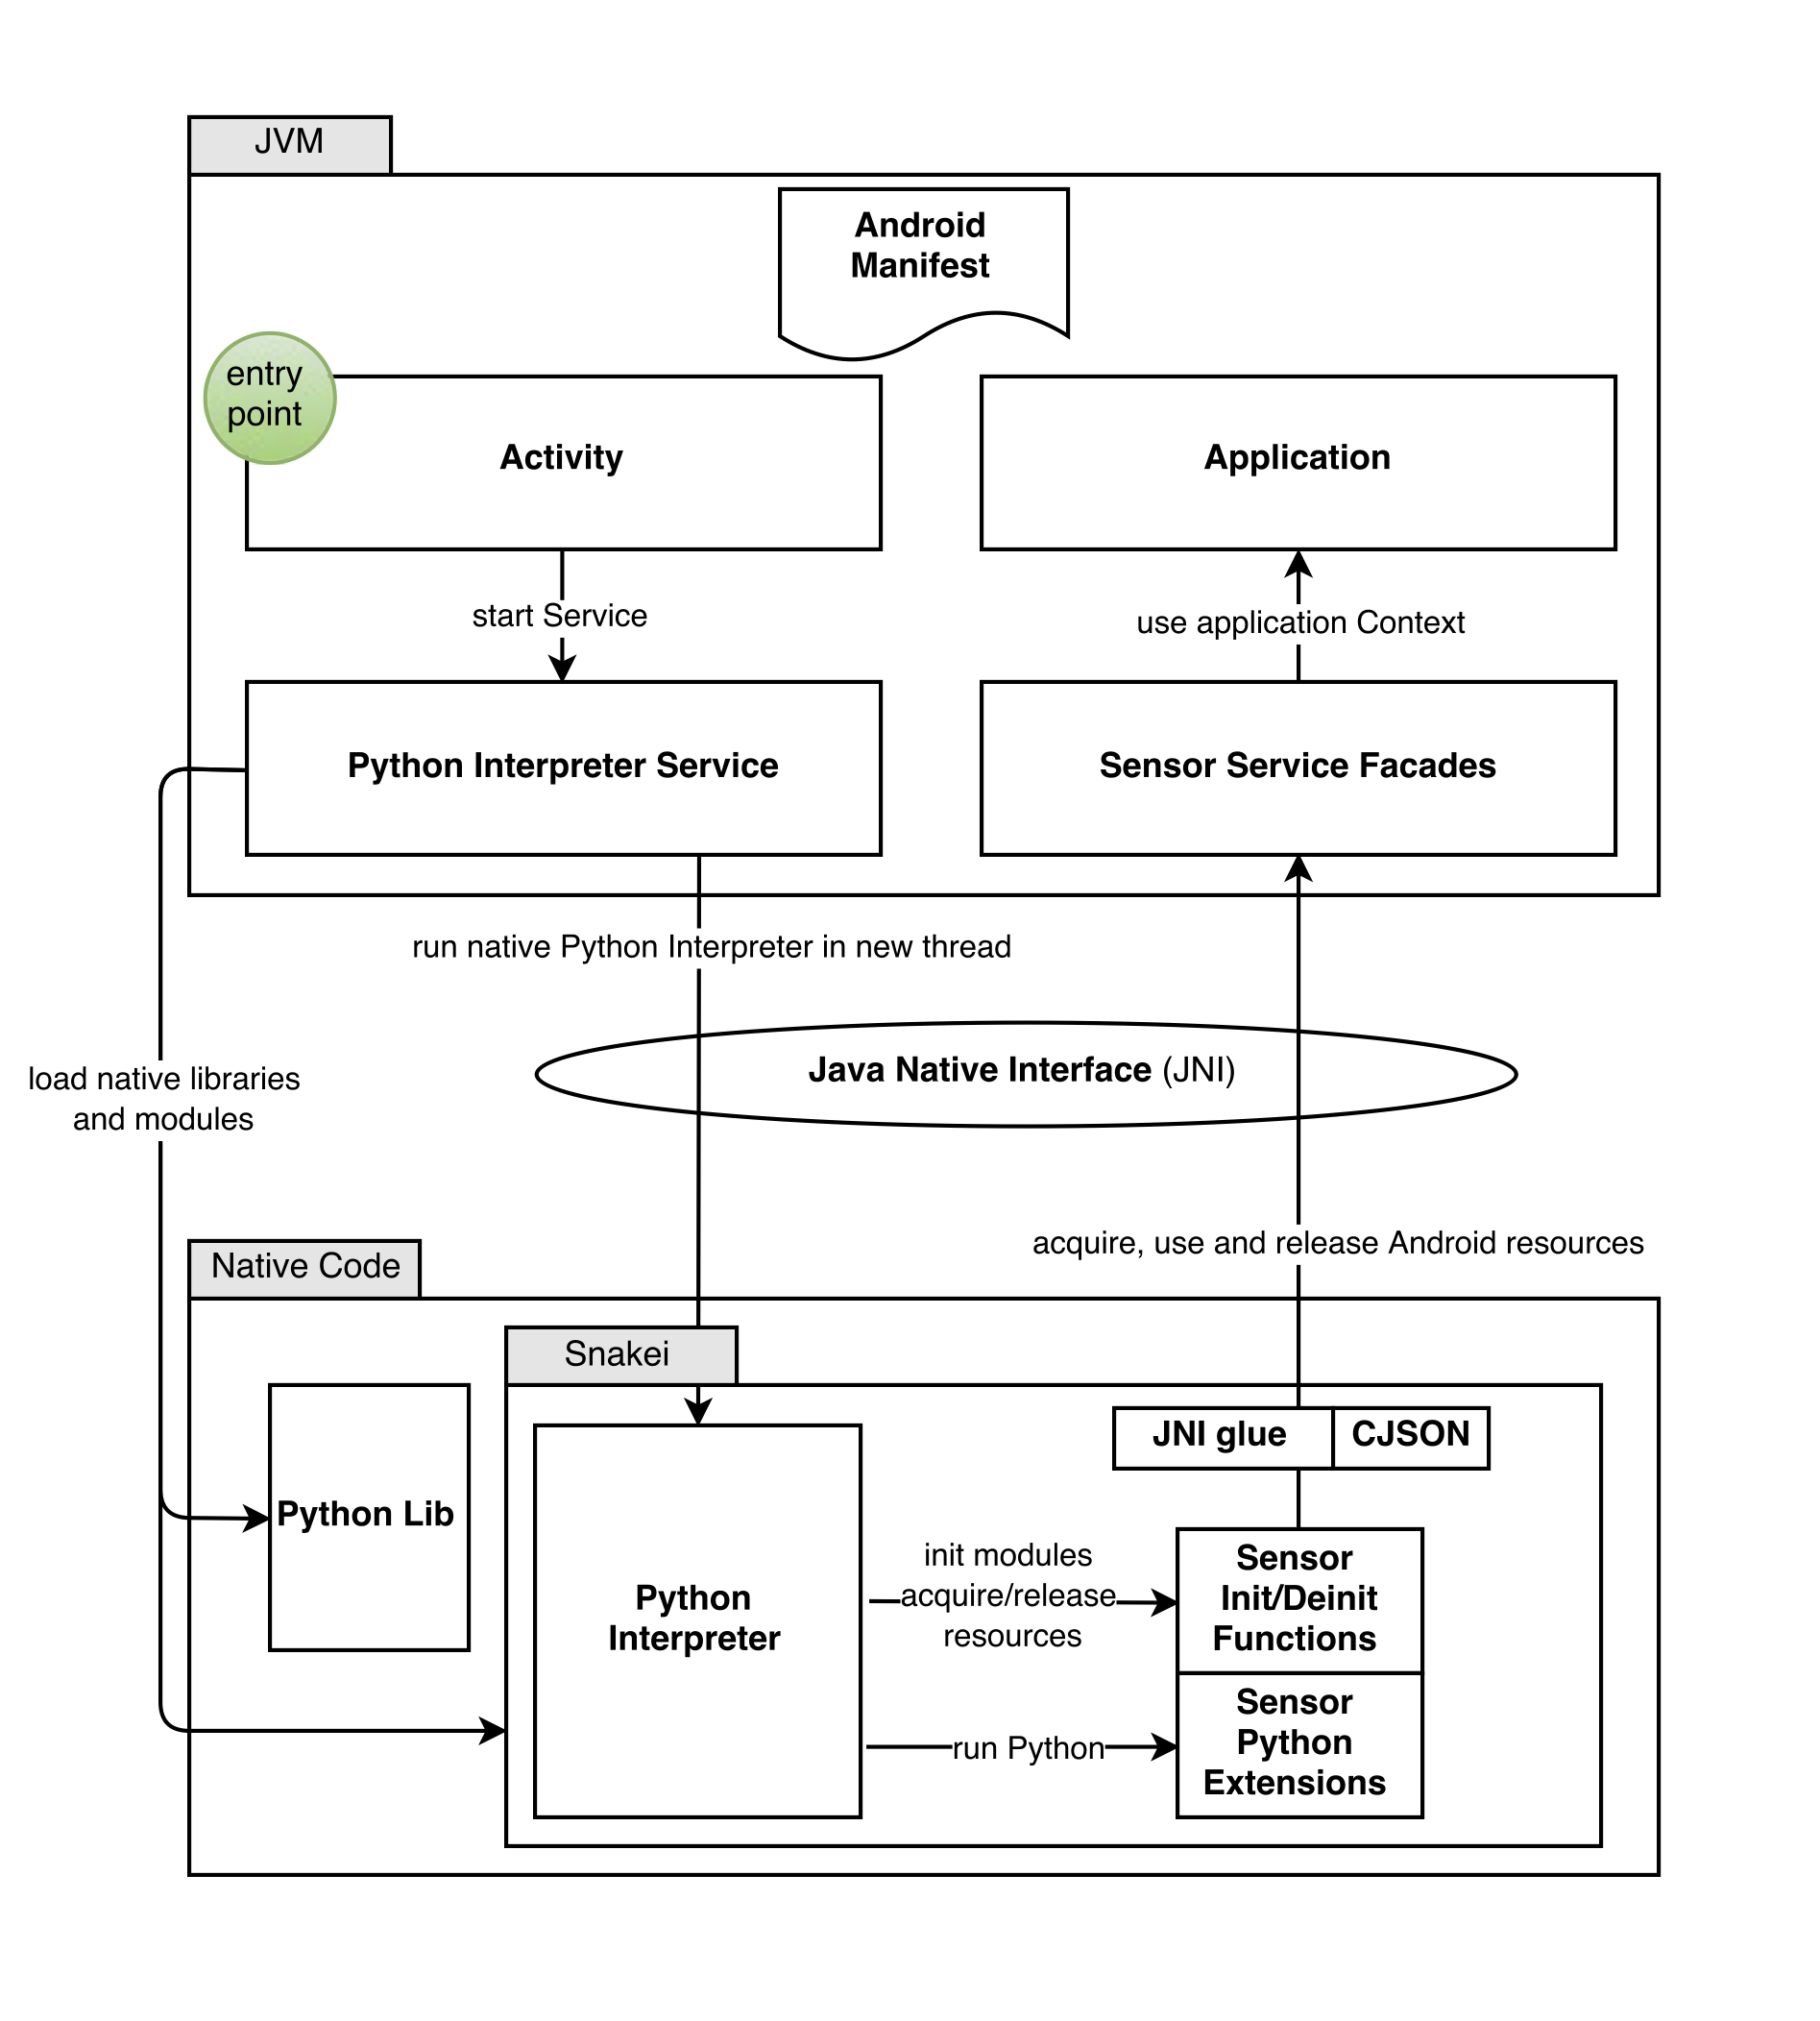 JVM
Android
Manifest
entry
point
Activity
Application
start Service
use application Context
Python Interpreter Service
Sensor Service Facades
run native Python Interpreter in new thread
Java Native Interface (JNI)
load native libraries
and modules
acquire, use and release Android resources
Native Code
Snakei
JNI glue
CJSON
Python Lib
Python
Interpreter
init modules
acquire/release
resources
Sensor
Init/Deinit
Functions
run Python
Sensor
Python
Extensions